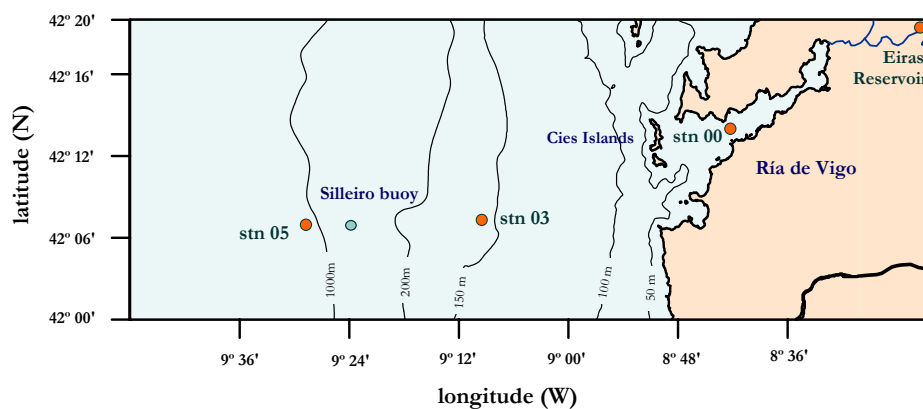 42º 20'
42º 16'
42º 12'
42º 06'
42º 00'
latitude (N)
Eiras
Reservoir
Cies Islands
stn 00
Ría de Vigo
Silleiro buoy
stn 03
stn 05
1000m
200m
150 m
100 m
50 m
9º 36'
9º 24'
9º 12'
9º 00'
8º 48'
8º 36'
longitude (W)